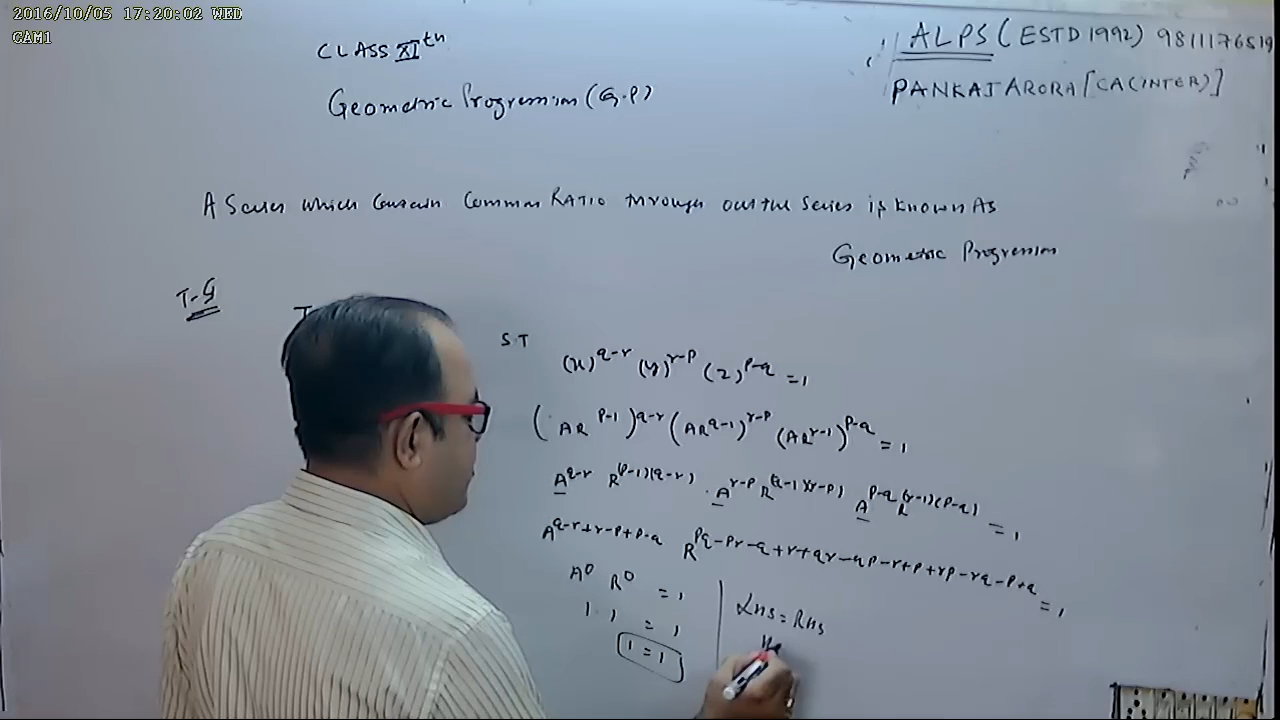 2016/10/05 17:20:02 WED
CAM1
CLASS XIth
ALPS (ESTD 1992) 9811176519
PANKAJ ARORA [CA(INTER)]
Geometric Progression (G.P)
A Series which Contain Common RATIO through out the Series is known As
Geometric Progression
T-9
T
S.T
(x)^{q-r} (y)^{r-p} (z)^{p-q} = 1
(AR^{p-1})^{q-r} (AR^{q-1})^{r-p} (AR^{r-1})^{p-q} = 1
A^{q-r} R^{(p-1)(q-r)} . A^{r-p} R^{(q-1)(r-p)} A^{p-q} R^{(r-1)(p-q)} = 1
A^{q-r+r-p+p-q} R^{pq-pr-q+r+qr-qp-r+p+rp-rq-p+q} = 1
A^0 R^0 = 1
1 . 1 = 1
1 = 1
LHS = RHS